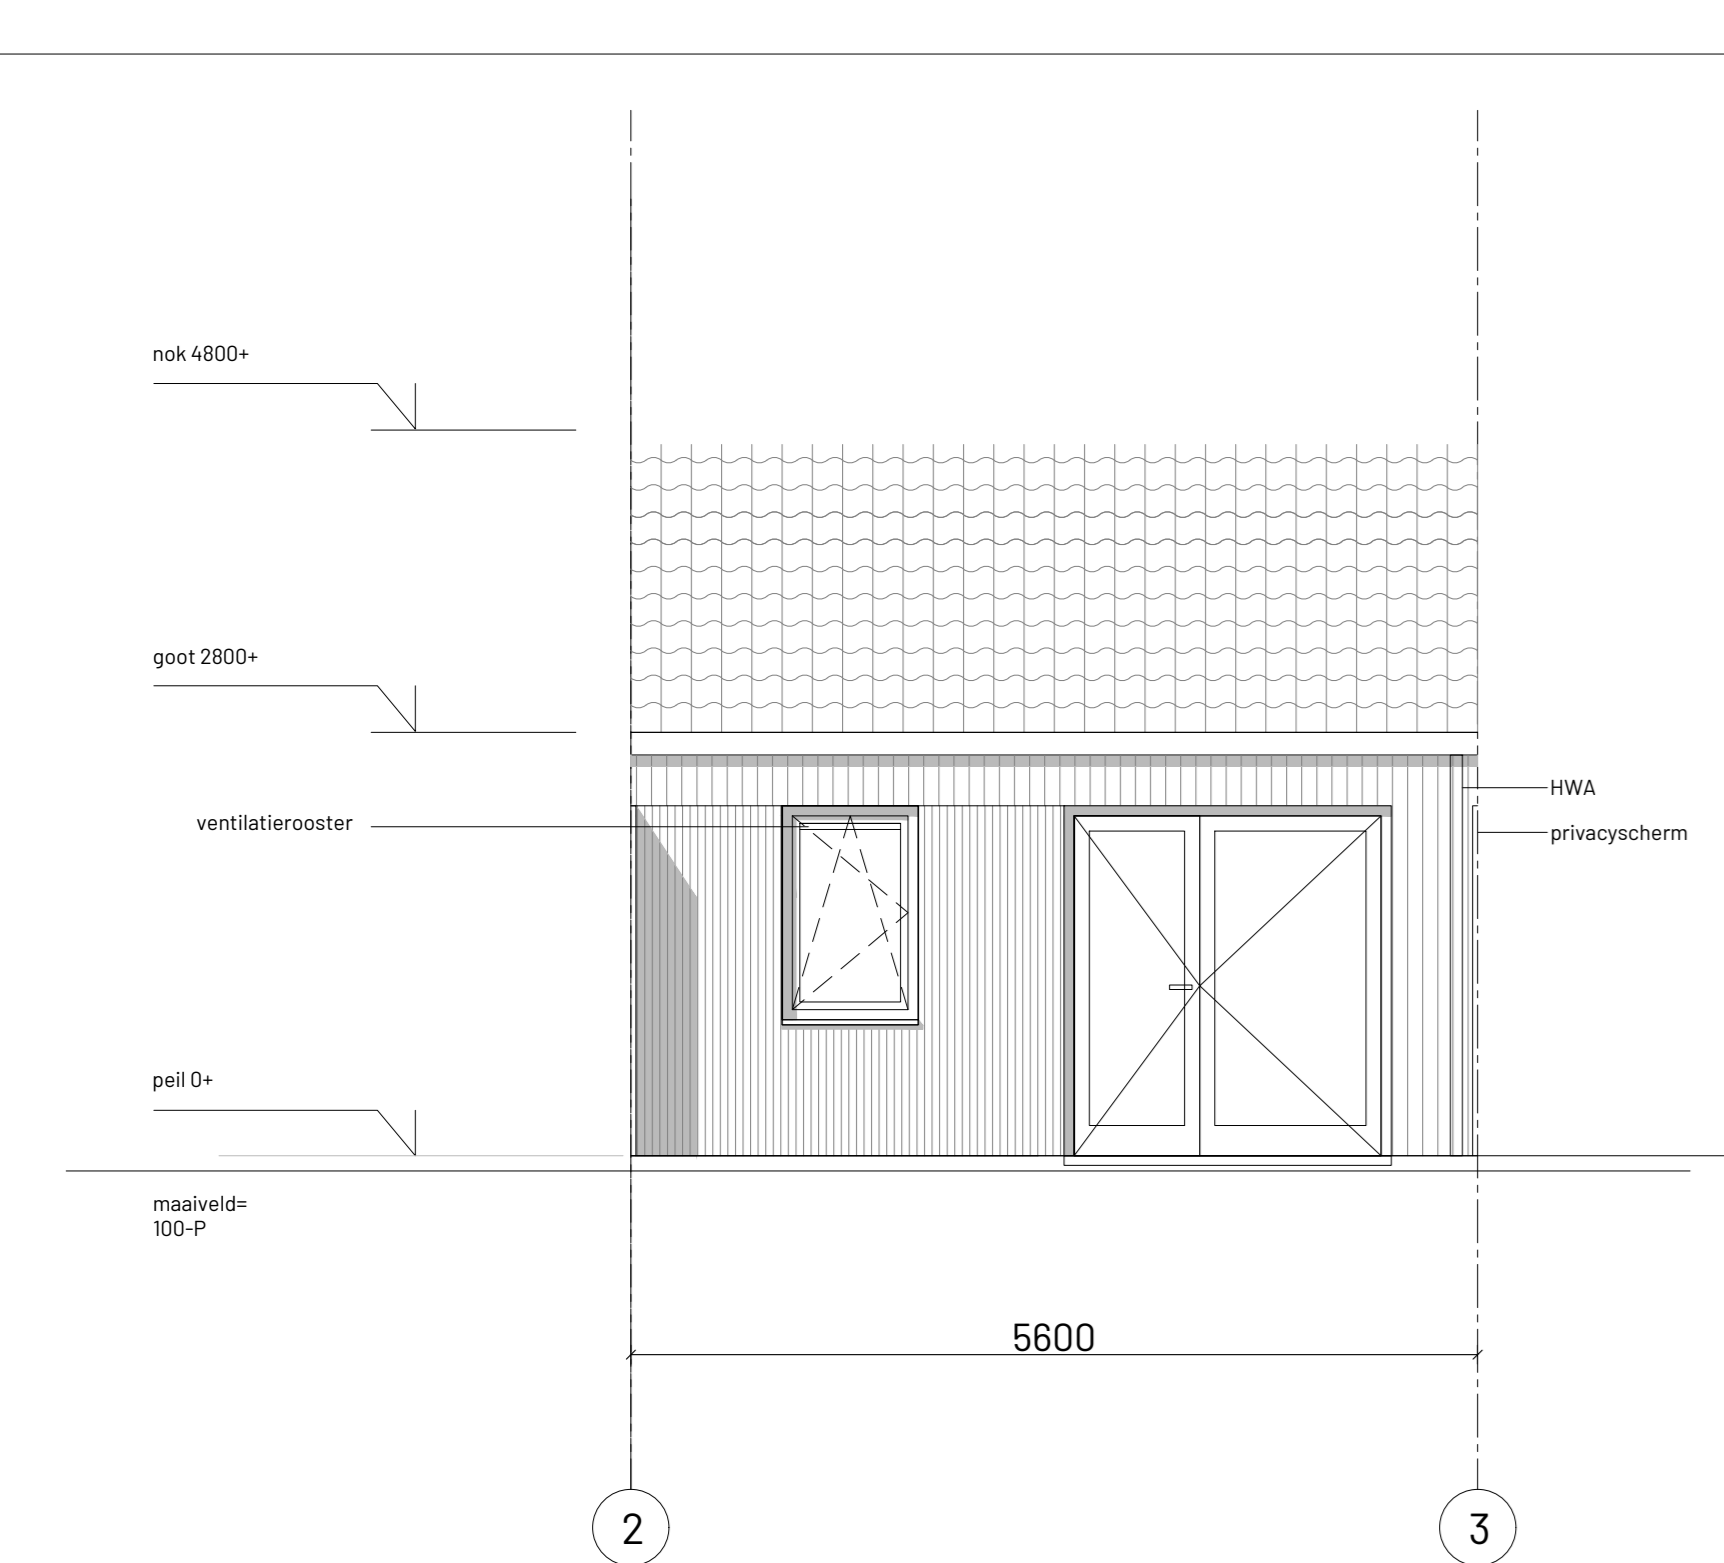 nok 4800+
goot 2800+
HWA
ventilatierooster
privacyscherm
peil 0+
maaiveld=
100-P
5600
2
3